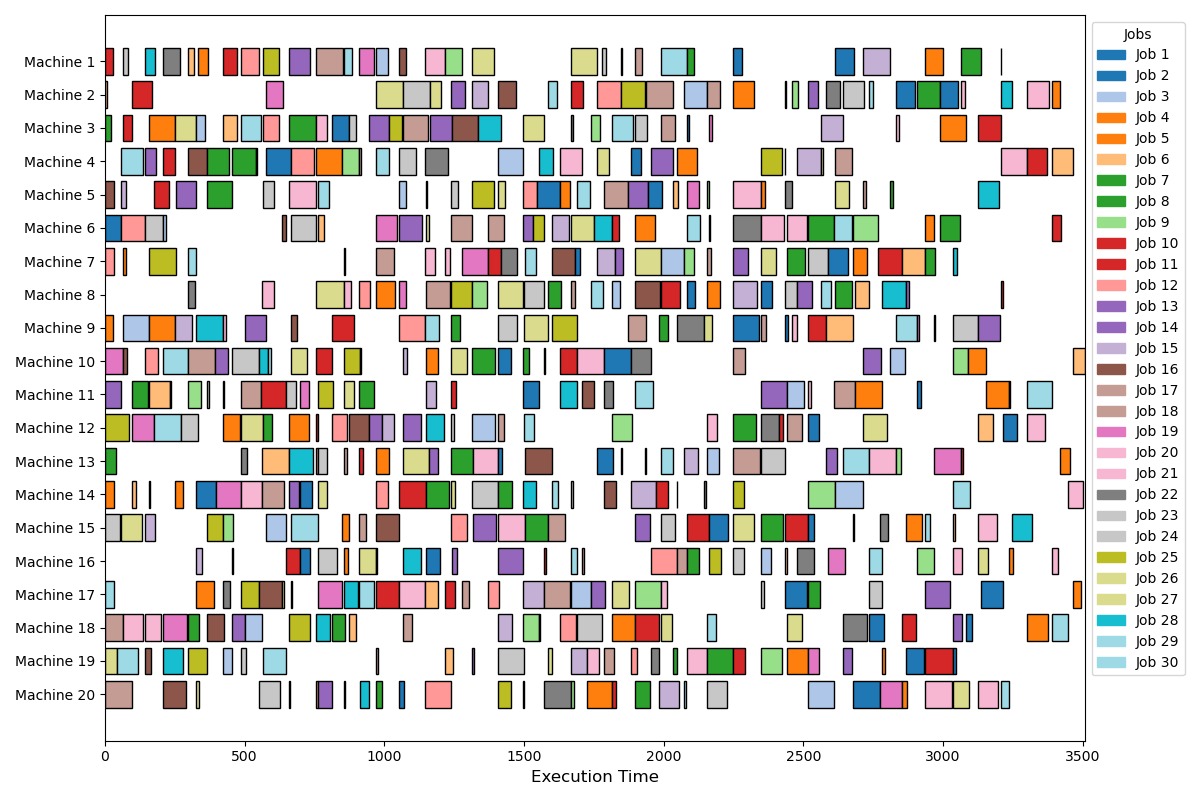 Machine 1
Machine 2
Machine 3
Machine 4
Machine 5
Machine 6
Machine 7
Machine 8
Machine 9
Machine 10
Machine 11
Machine 12
Machine 13
Machine 14
Machine 15
Machine 16
Machine 17
Machine 18
Machine 19
Machine 20
0 500 1000 1500 2000 2500 3000 3500
Execution Time
Jobs
Job 1
Job 2
Job 3
Job 4
Job 5
Job 6
Job 7
Job 8
Job 9
Job 10
Job 11
Job 12
Job 13
Job 14
Job 15
Job 16
Job 17
Job 18
Job 19
Job 20
Job 21
Job 22
Job 23
Job 24
Job 25
Job 26
Job 27
Job 28
Job 29
Job 30